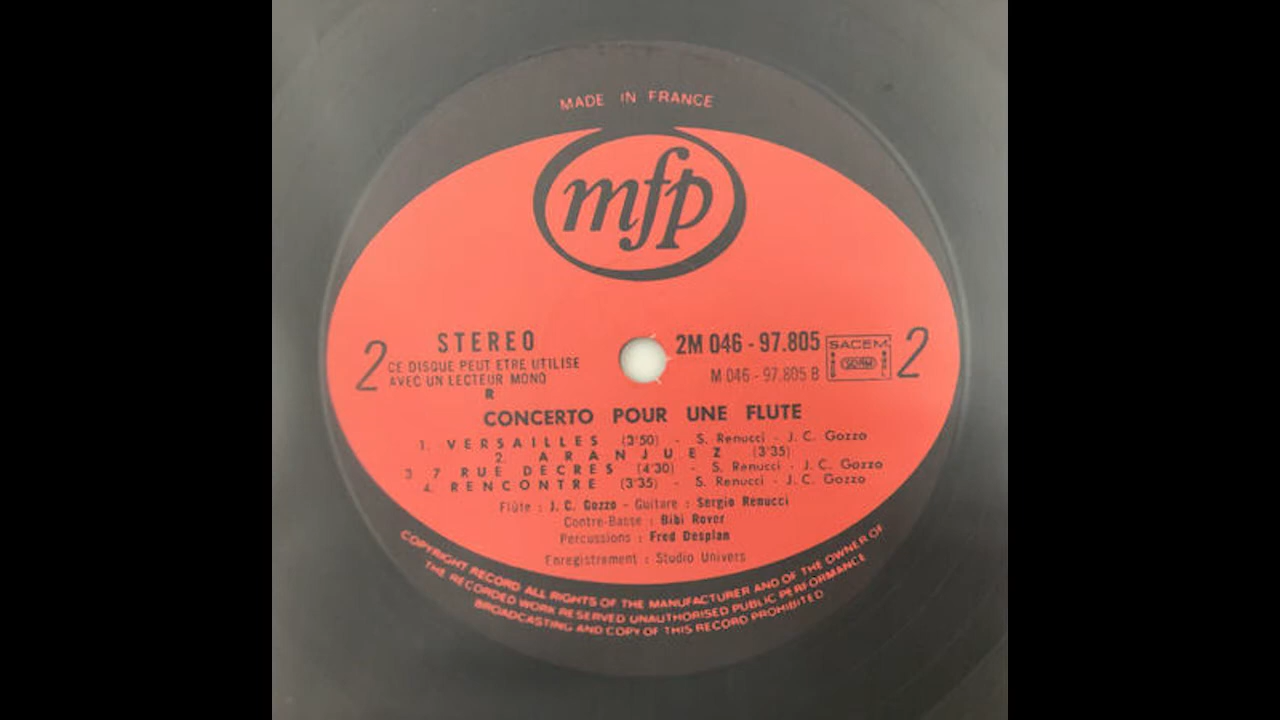 MADE IN FRANCE
mfp
2 STEREO 2M 046 - 97.805 SACEM SDRM 2
CE DISQUE PEUT ETRE UTILISE
AVEC UN LECTEUR MONO M 046 - 97.805 B
R
CONCERTO POUR UNE FLUTE
1. VERSAILLES (3'50) - S. Renucci - J. C. Gozzo
2. ARANJUEZ (3'35)
3. 7 RUE DECRES (4'30) - S. Renucci - J. C. Gozzo
4. RENCONTRE (3'35) - S. Renucci - J. C. Gozzo
Flûte : J. C. Gozzo - Guitare : Sergio Renucci
Contre-Basse : Bibi Rover
Percussions : Fred Desplan
Enregistrement : Studio Univers
COPYRIGHT RECORD ALL RIGHTS OF THE MANUFACTURER AND OF THE OWNER OF
THE RECORDED WORK RESERVED UNAUTHORISED PUBLIC PERFORMANCE
BROADCASTING AND COPY OF THIS RECORD PROHIBITED